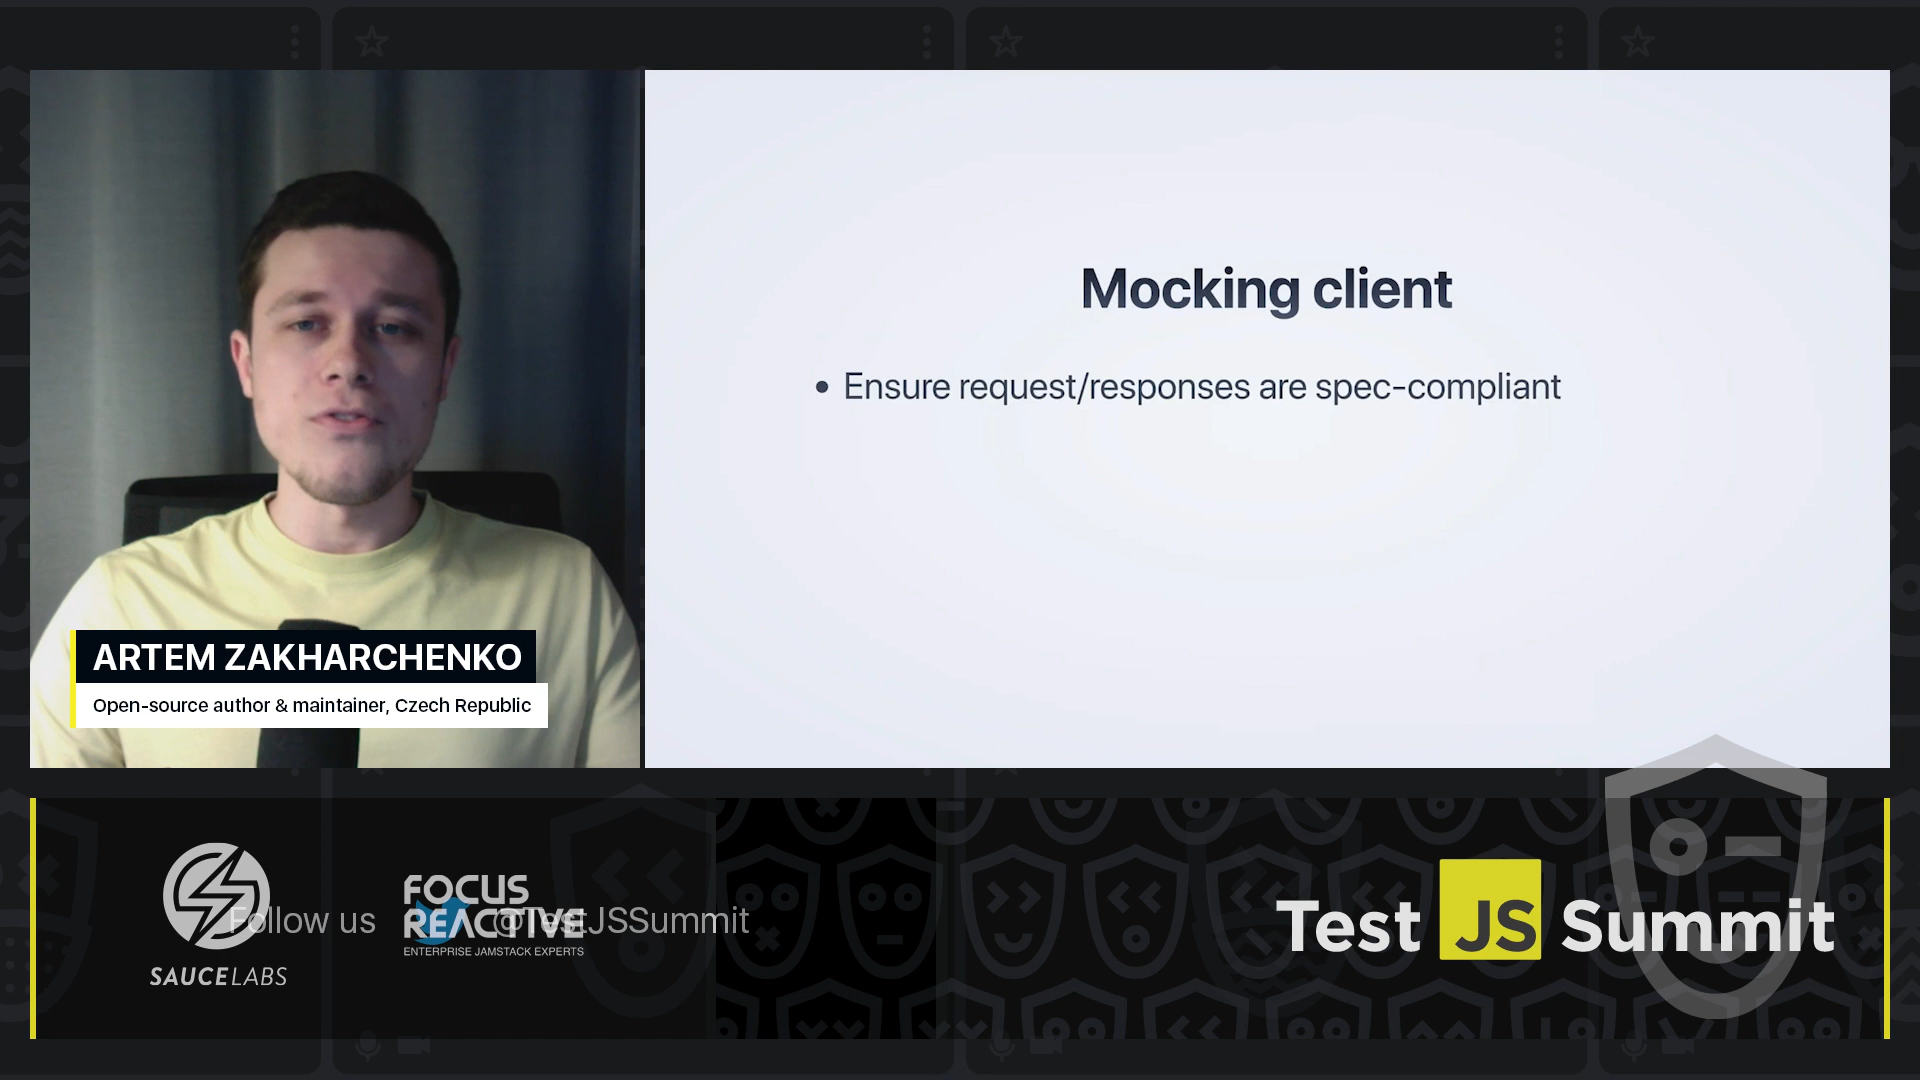 Mocking client
• Ensure request/responses are spec-compliant
ARTEM ZAKHARCHENKO
Open-source author & maintainer, Czech Republic
SAUCELABS
FOCUS
REACTIVE
ENTERPRISE JAMSTACK EXPERTS
Follow us @TestJSSummit
Test JS Summit